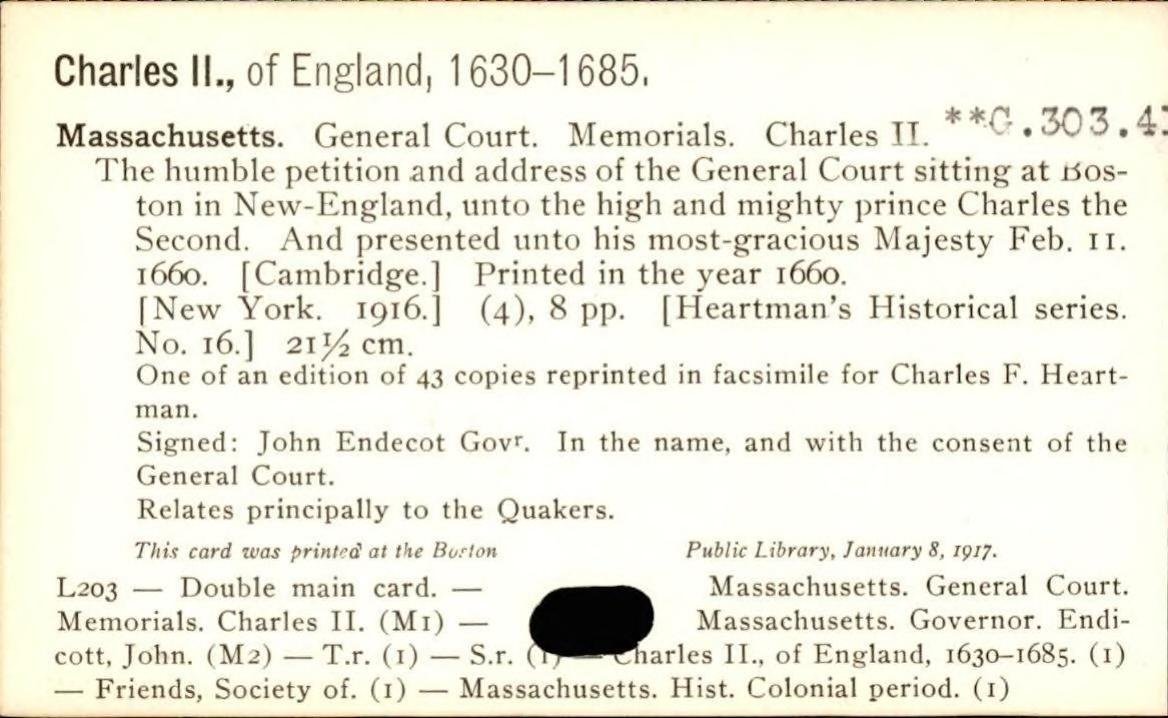 Charles II., of England, 1630–1685.
**G.303.4
Massachusetts. General Court. Memorials. Charles II.
The humble petition and address of the General Court sitting at Bos-
ton in New-England, unto the high and mighty prince Charles the
Second. And presented unto his most-gracious Majesty Feb. 11.
1660. [Cambridge.] Printed in the year 1660.
[New York. 1916.] (4), 8 pp. [Heartman's Historical series.
No. 16.] 21½ cm.
One of an edition of 43 copies reprinted in facsimile for Charles F. Heart-
man.
Signed: John Endecot Govʳ. In the name, and with the consent of the
General Court.
Relates principally to the Quakers.
This card was printed at the Boston Public Library, January 8, 1917.
L203 — Double main card. — Massachusetts. General Court.
Memorials. Charles II. (M1) — Massachusetts. Governor. Endi-
cott, John. (M2) — T.r. (1) — S.r. (1) — Charles II., of England, 1630-1685. (1)
— Friends, Society of. (1) — Massachusetts. Hist. Colonial period. (1)